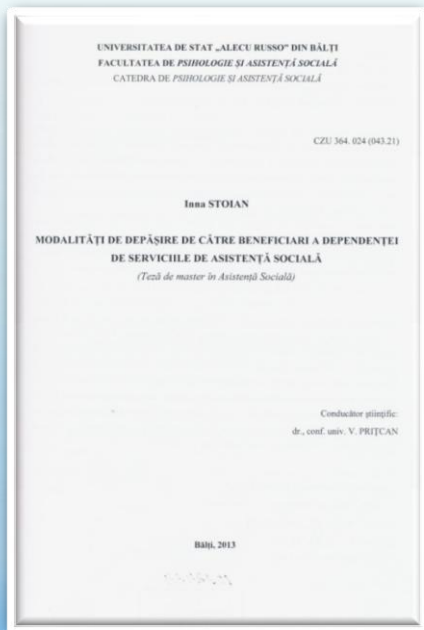 UNIVERSITATEA DE STAT „ALECU RUSSO” DIN BĂLȚI
FACULTATEA DE PSIHOLOGIE ȘI ASISTENȚĂ SOCIALĂ
CATEDRA DE PSIHOLOGIE ȘI ASISTENȚĂ SOCIALĂ
CZU 364. 024 (043.21)
Inna STOIAN
MODALITĂȚI DE DEPĂȘIRE DE CĂTRE BENEFICIARI A DEPENDENȚEI
DE SERVICIILE DE ASISTENȚĂ SOCIALĂ
(Teză de master în Asistență Socială)
Conducător științific:
dr., conf. univ. V. PRIȚCAN
Bălți, 2013